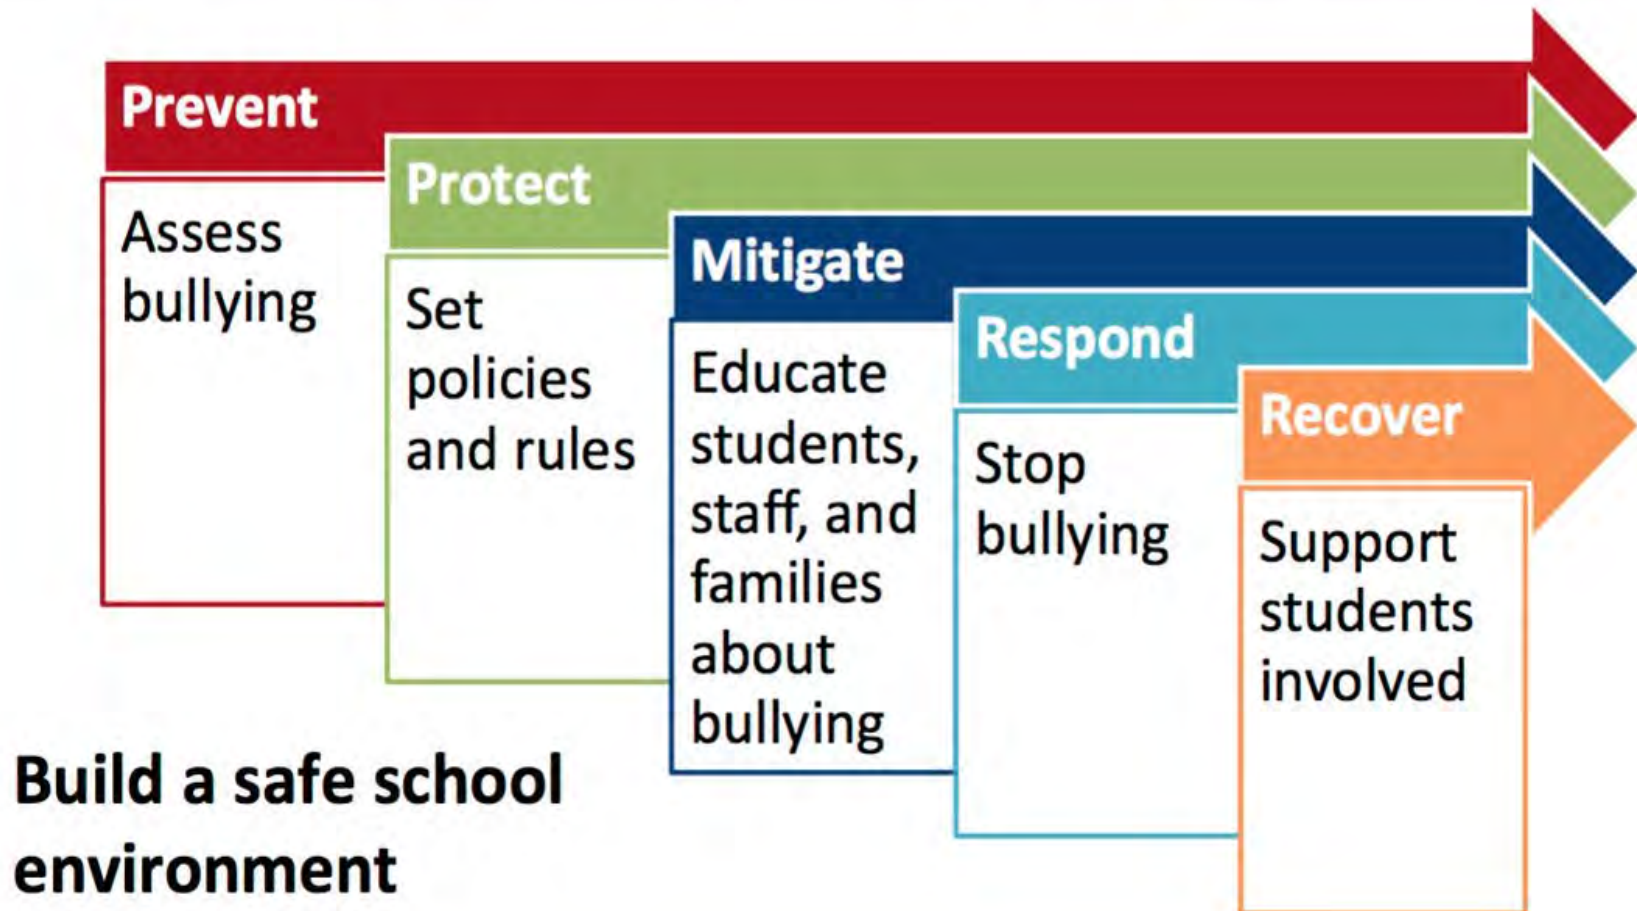 Prevent
Assess
bullying
Protect
Set
policies
and rules
Mitigate
Educate
students,
staff, and
families
about
bullying
Respond
Stop
bullying
Recover
Support
students
involved
Build a safe school
environment